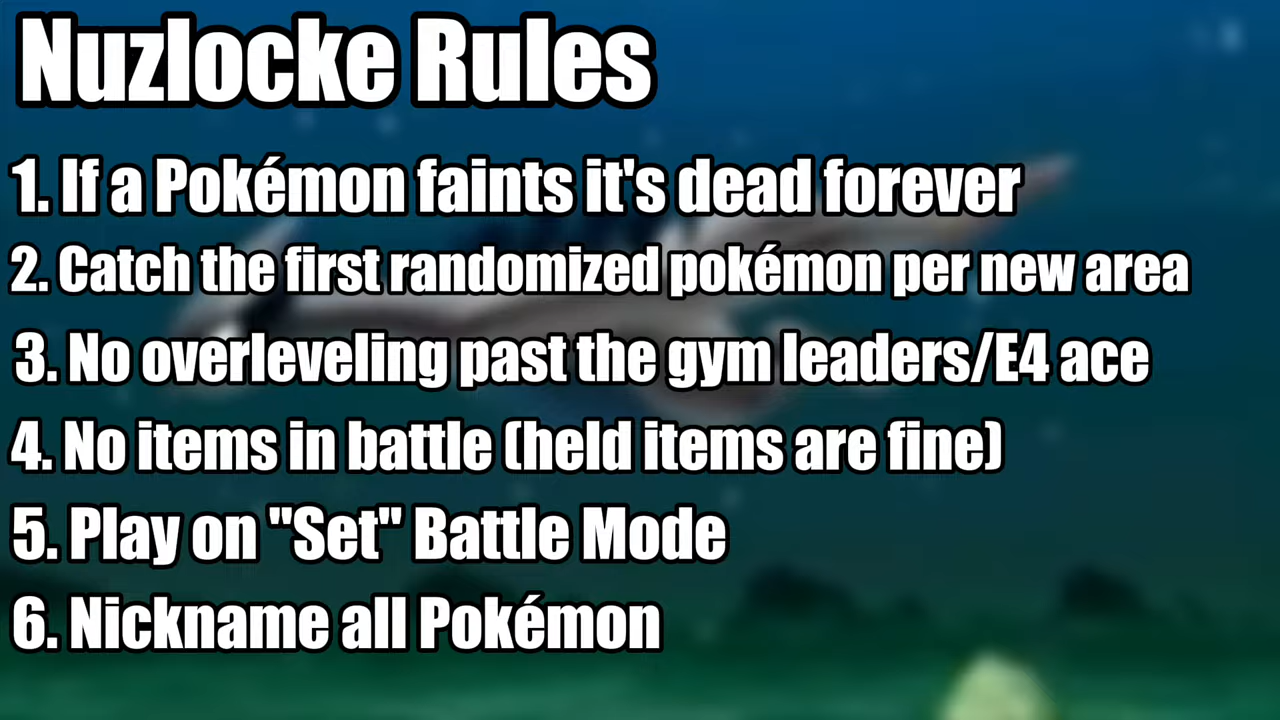 Nuzlocke Rules
1. If a Pokémon faints it's dead forever
2. Catch the first randomized pokémon per new area
3. No overleveling past the gym leaders/E4 ace
4. No items in battle (held items are fine)
5. Play on "Set" Battle Mode
6. Nickname all Pokémon